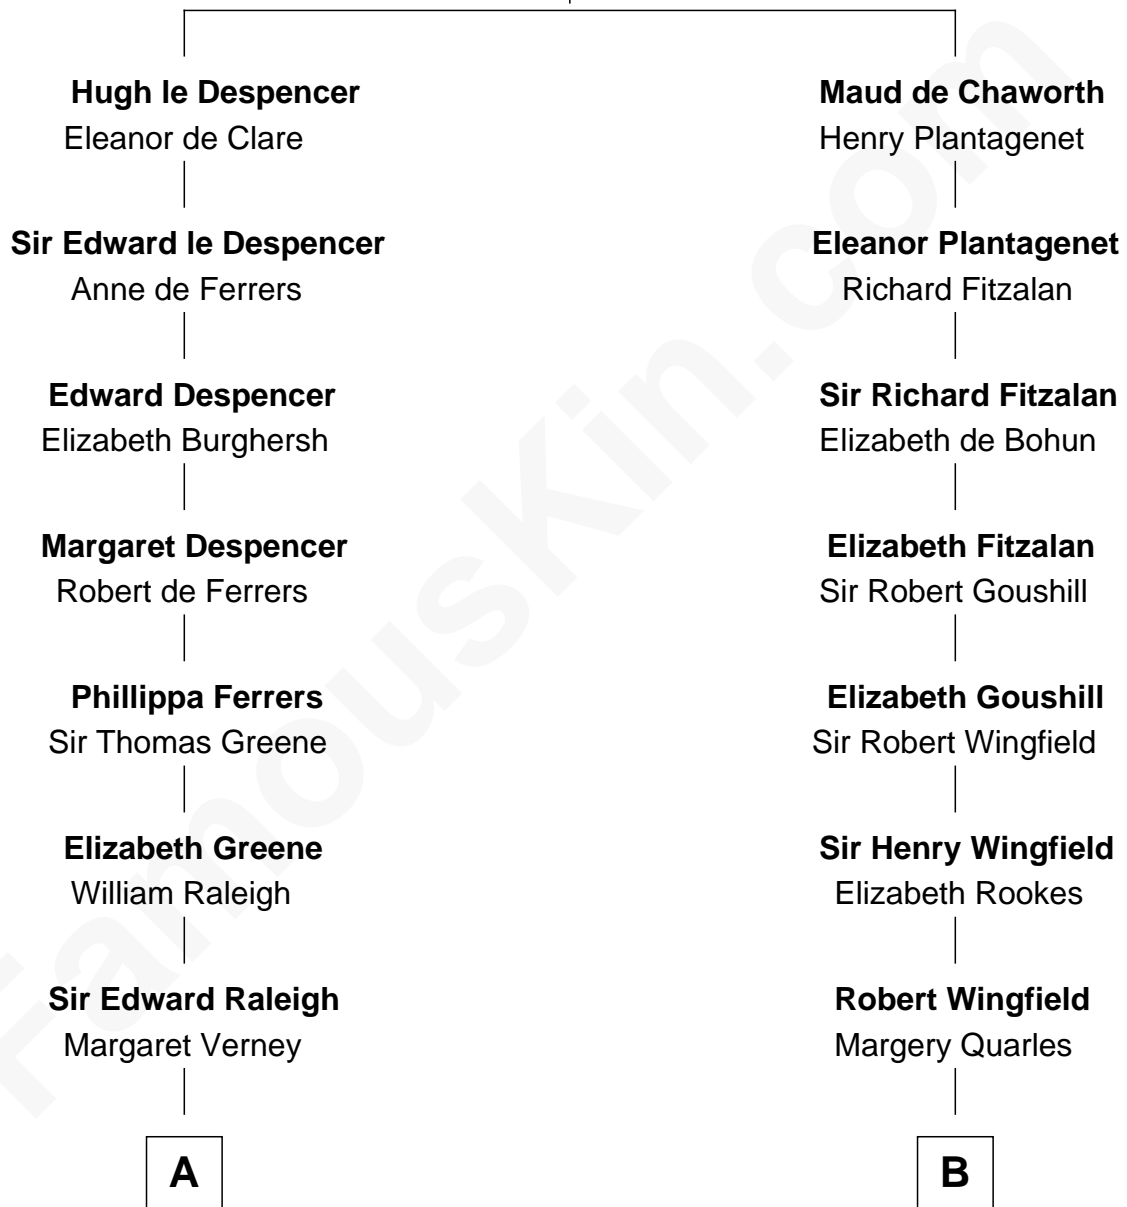 Hugh le Despencer
Eleanor de Clare
Sir Edward le Despencer
Anne de Ferrers
Edward Despencer
Elizabeth Burghersh
Margaret Despencer
Robert de Ferrers
Phillippa Ferrers
Sir Thomas Greene
Elizabeth Greene
William Raleigh
Sir Edward Raleigh
Margaret Verney
A
Maud de Chaworth
Henry Plantagenet
Eleanor Plantagenet
Richard Fitzalan
Sir Richard Fitzalan
Elizabeth de Bohun
Elizabeth Fitzalan
Sir Robert Goushill
Elizabeth Goushill
Sir Robert Wingfield
Sir Henry Wingfield
Elizabeth Rookes
Robert Wingfield
Margery Quarles
B
FamousKin.com